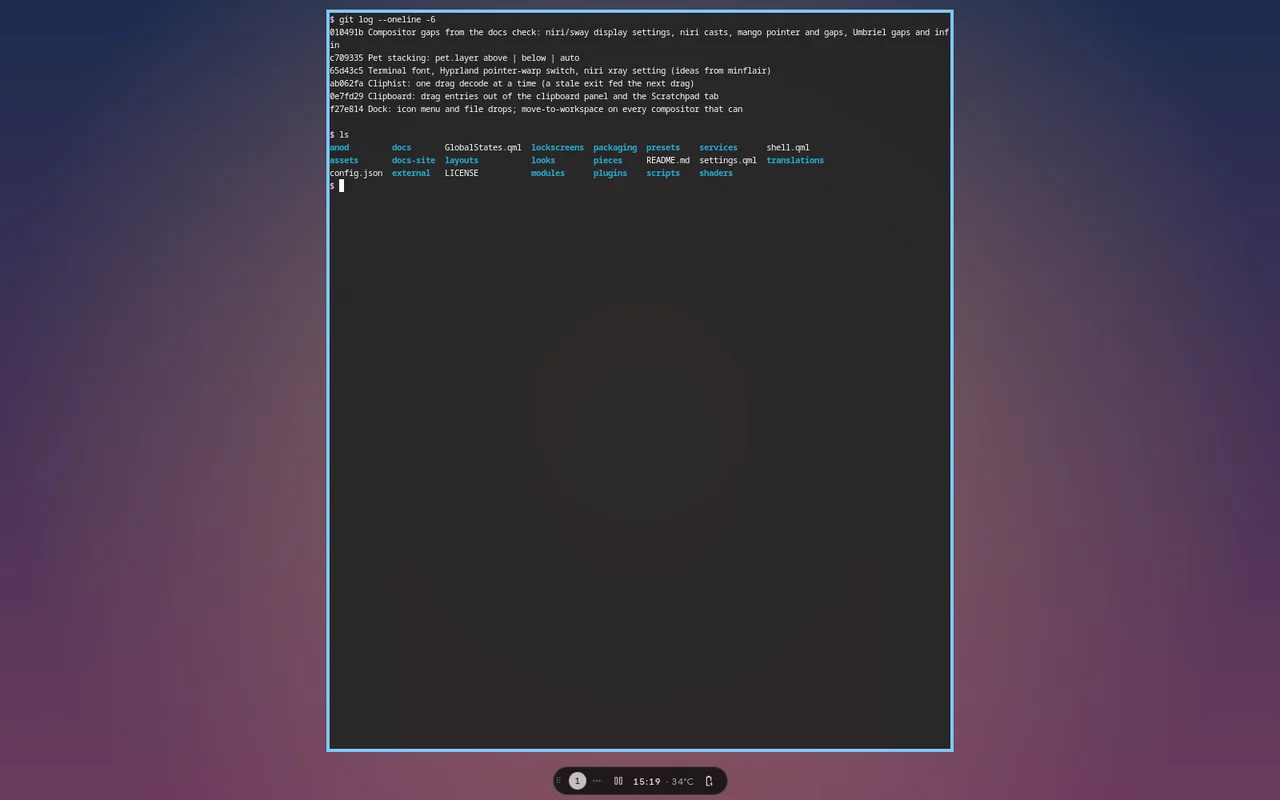 $ git log --oneline -6
010491b Compositor gaps from the docs check: niri/sway display settings, niri casts, mango pointer and gaps, Umbriel gaps and inf
in
c709335 Pet stacking: pet.layer above | below | auto
65d43c5 Terminal font, Hyprland pointer-warp switch, niri xray setting (ideas from minflair)
ab062fa Cliphist: one drag decode at a time (a stale exit fed the next drag)
0e7fd29 Clipboard: drag entries out of the clipboard panel and the Scratchpad tab
f27e814 Dock: icon menu and file drops; move-to-workspace on every compositor that can
$ ls
anod docs GlobalStates.qml lockscreens packaging presets services shell.qml
assets docs-site layouts looks pieces README.md settings.qml translations
config.json external LICENSE modules plugins scripts shaders
$
1 15:19 · 34°C